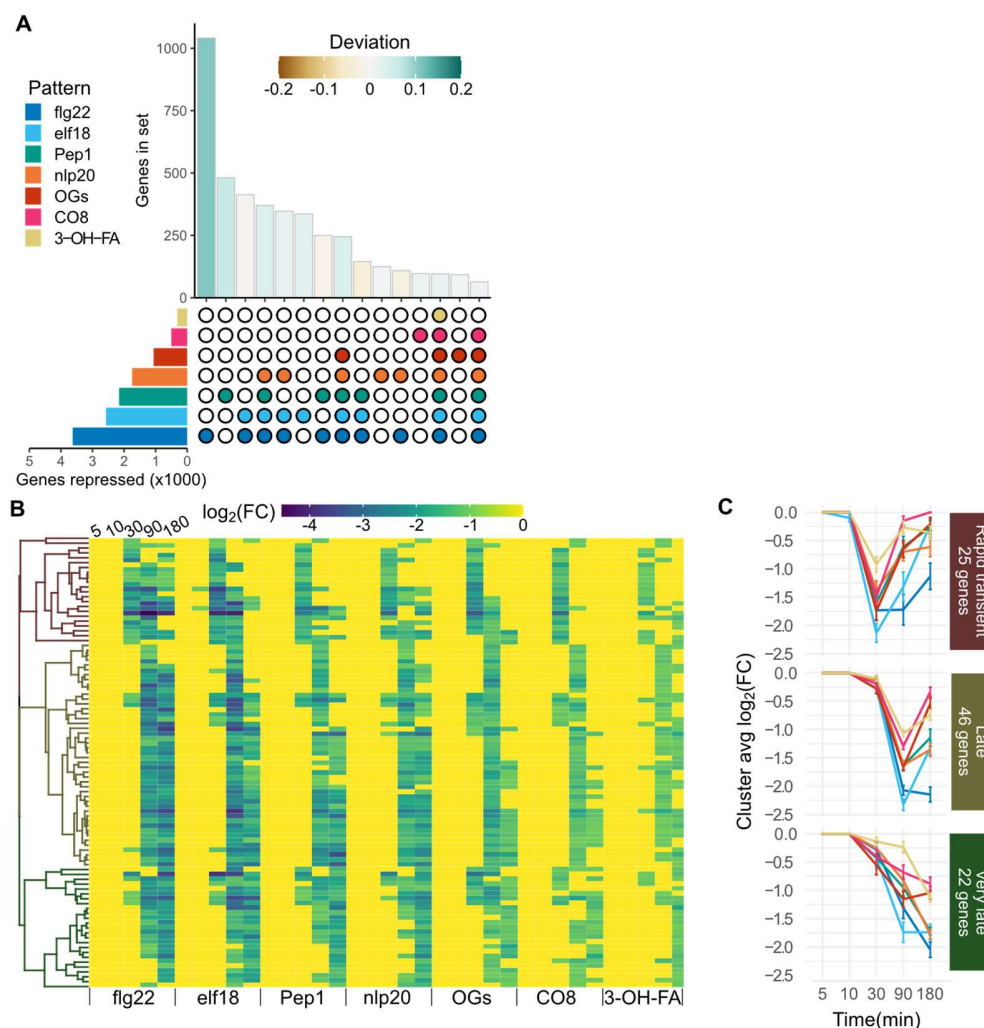 A
Deviation
-0.2 -0.1 0 0.1 0.2
Pattern
flg22
elf18
Pep1
nlp20
OGs
CO8
3-OH-FA
Genes in set
1000
750
500
250
0
5 4 3 2 1 0
Genes repressed (x1000)
B
5 10 30 90 180
log2(FC)
-4 -3 -2 -1 0
flg22 elf18 Pep1 nlp20 OGs CO8 3-OH-FA
C
Cluster avg log2(FC)
0.0
-0.5
-1.0
-1.5
-2.0
-2.5
Rapid transient
25 genes
0.0
-0.5
-1.0
-1.5
-2.0
-2.5
Late
46 genes
0.0
-0.5
-1.0
-1.5
-2.0
-2.5
Very late
22 genes
5 10 30 90 180
Time(min)